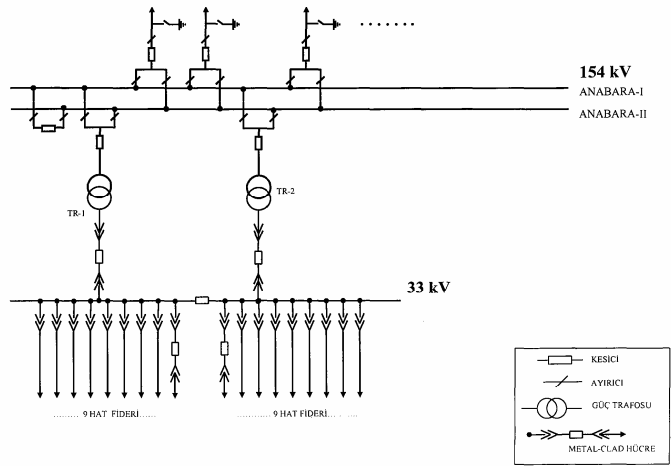 154 kV
ANABARA-I
ANABARA-II
TR-1
TR-2
33 kV
......... 9 HAT FİDERİ......
............ 9 HAT FİDERİ... . ....
KESİCİ
AYIRICI
GÜÇ TRAFOSU
METAL-CLAD HÜCRE